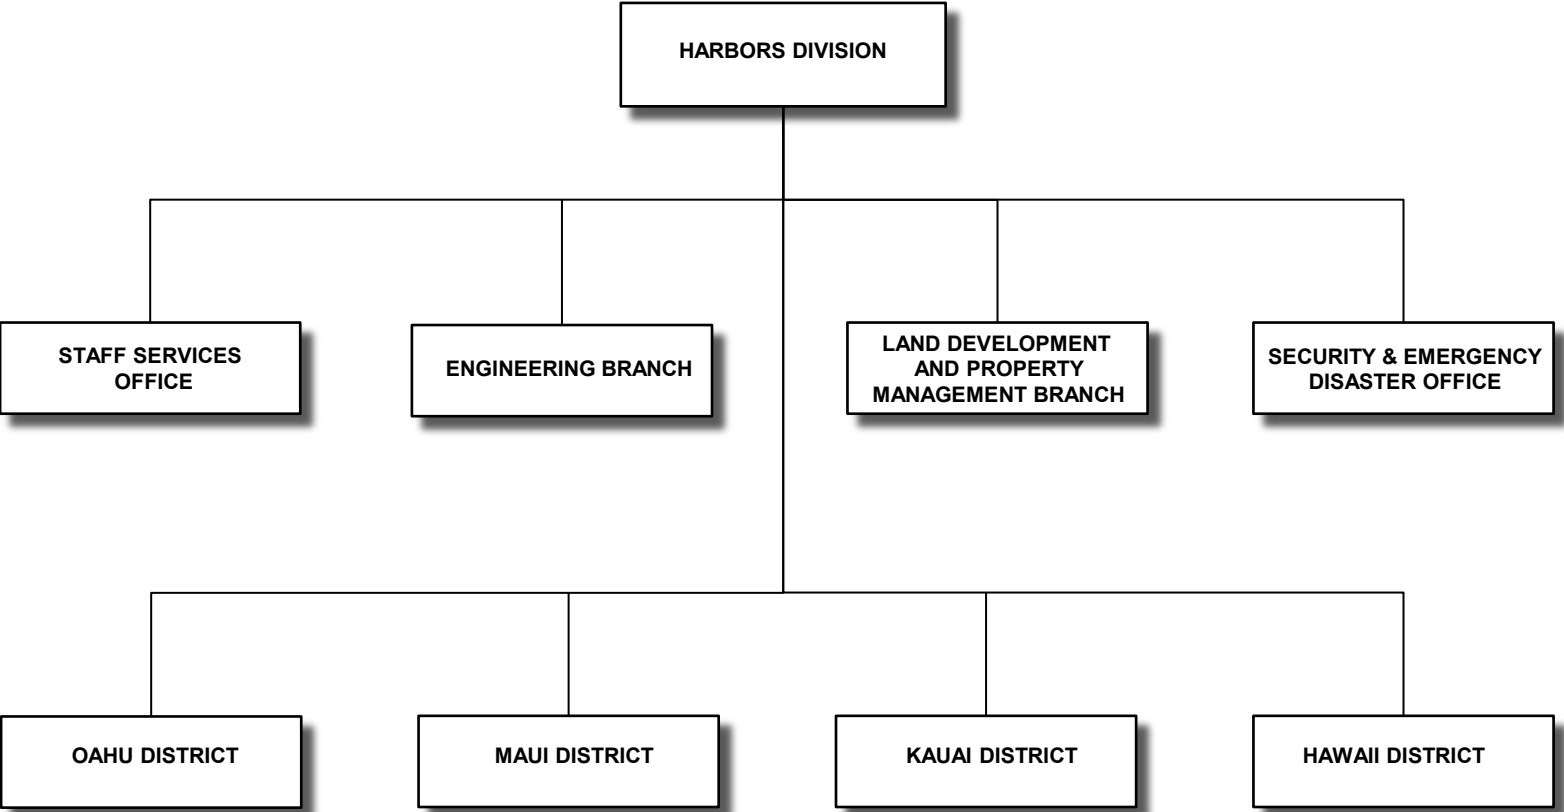 HARBORS DIVISION
STAFF SERVICES
OFFICE
ENGINEERING BRANCH
LAND DEVELOPMENT
AND PROPERTY
MANAGEMENT BRANCH
SECURITY & EMERGENCY
DISASTER OFFICE
OAHU DISTRICT
MAUI DISTRICT
KAUAI DISTRICT
HAWAII DISTRICT